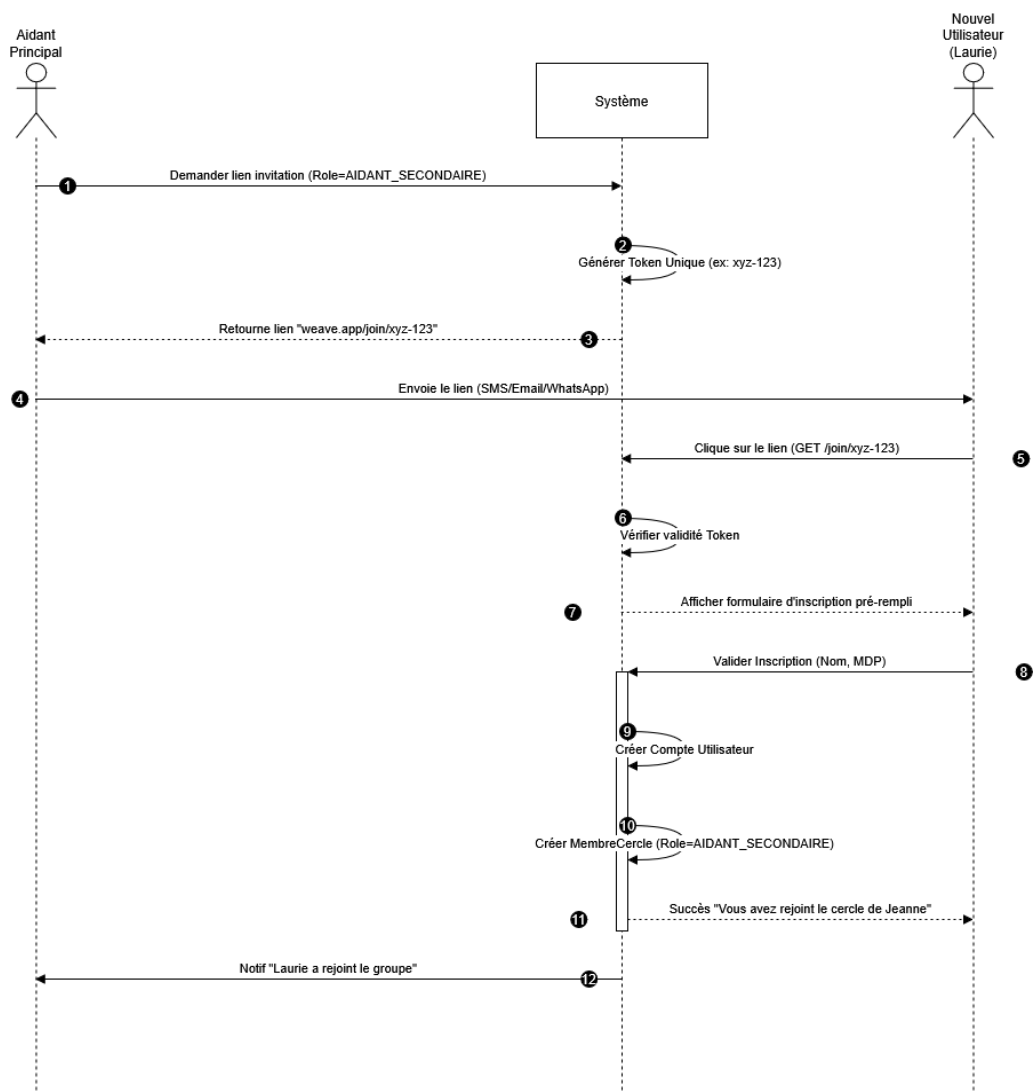 Aidant
Principal
Nouvel
Utilisateur
(Laurie)
Système
1
Demander lien invitation (Role=AIDANT_SECONDAIRE)
2
Générer Token Unique (ex: xyz-123)
Retourne lien "weave.app/join/xyz-123"
3
4
Envoie le lien (SMS/Email/WhatsApp)
Clique sur le lien (GET /join/xyz-123)
5
6
Vérifier validité Token
7
Afficher formulaire d'inscription pré-rempli
Valider Inscription (Nom, MDP)
8
9
Créer Compte Utilisateur
10
Créer MembreCercle (Role=AIDANT_SECONDAIRE)
11
Succès "Vous avez rejoint le cercle de Jeanne"
Notif "Laurie a rejoint le groupe"
12